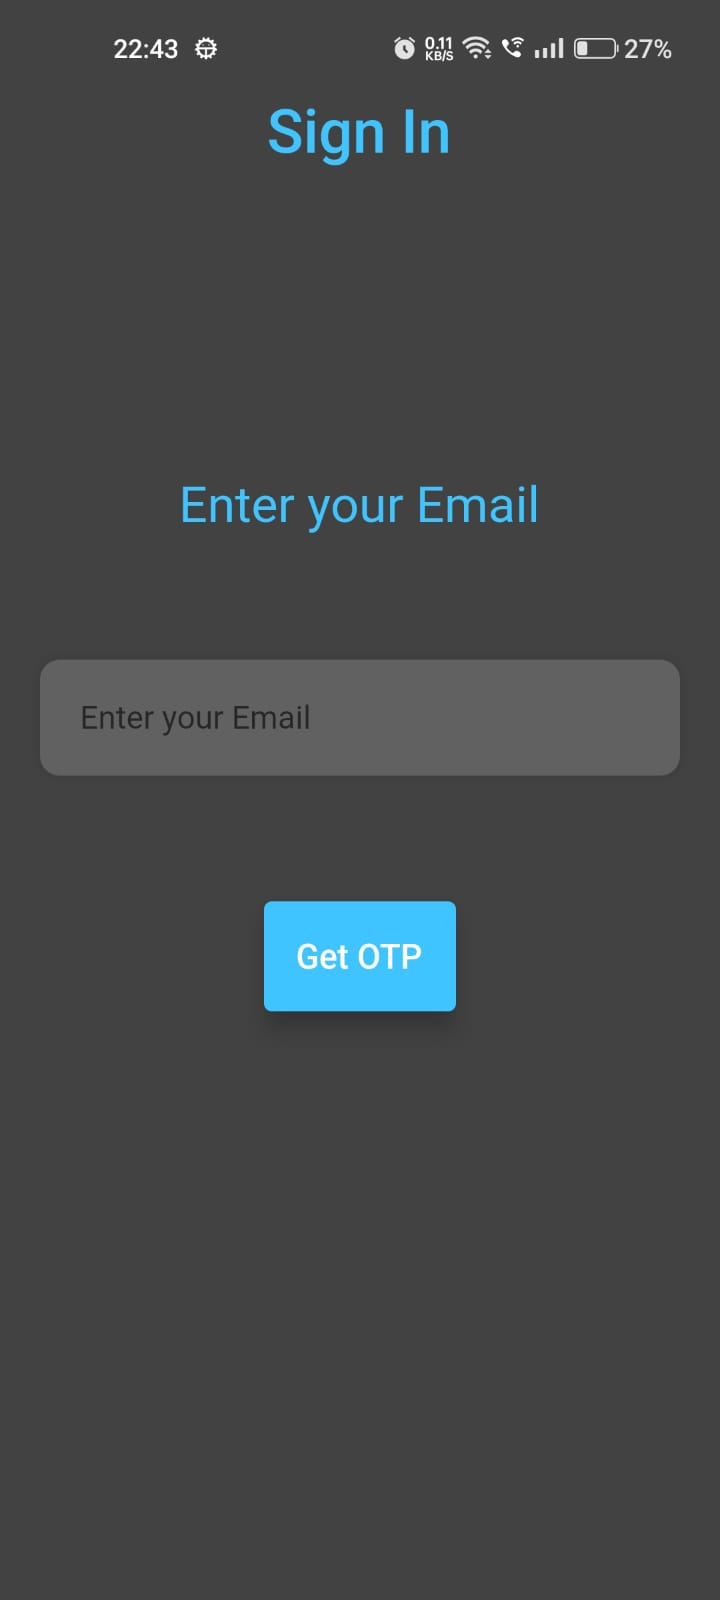 22:43 0.11 KB/S 27%
Sign In
Enter your Email
Enter your Email
Get OTP